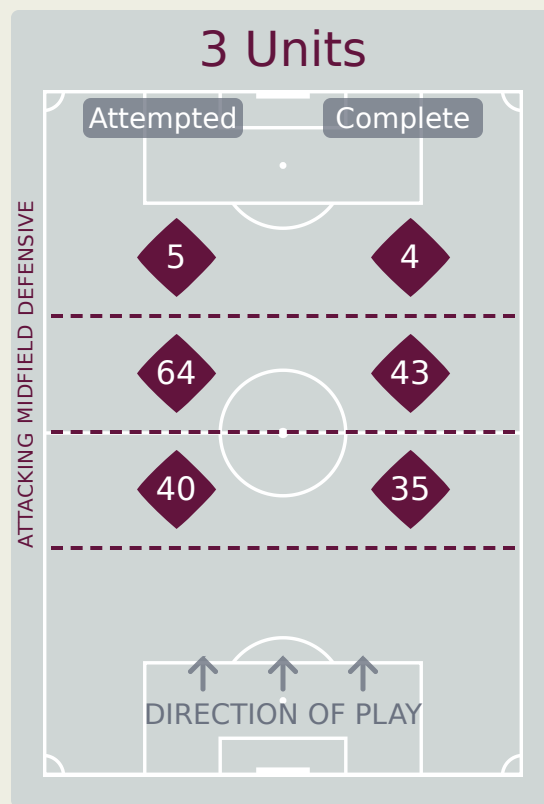 3 Units
Attempted Complete
ATTACKING MIDFIELD DEFENSIVE
5 4
64 43
40 35
DIRECTION OF PLAY